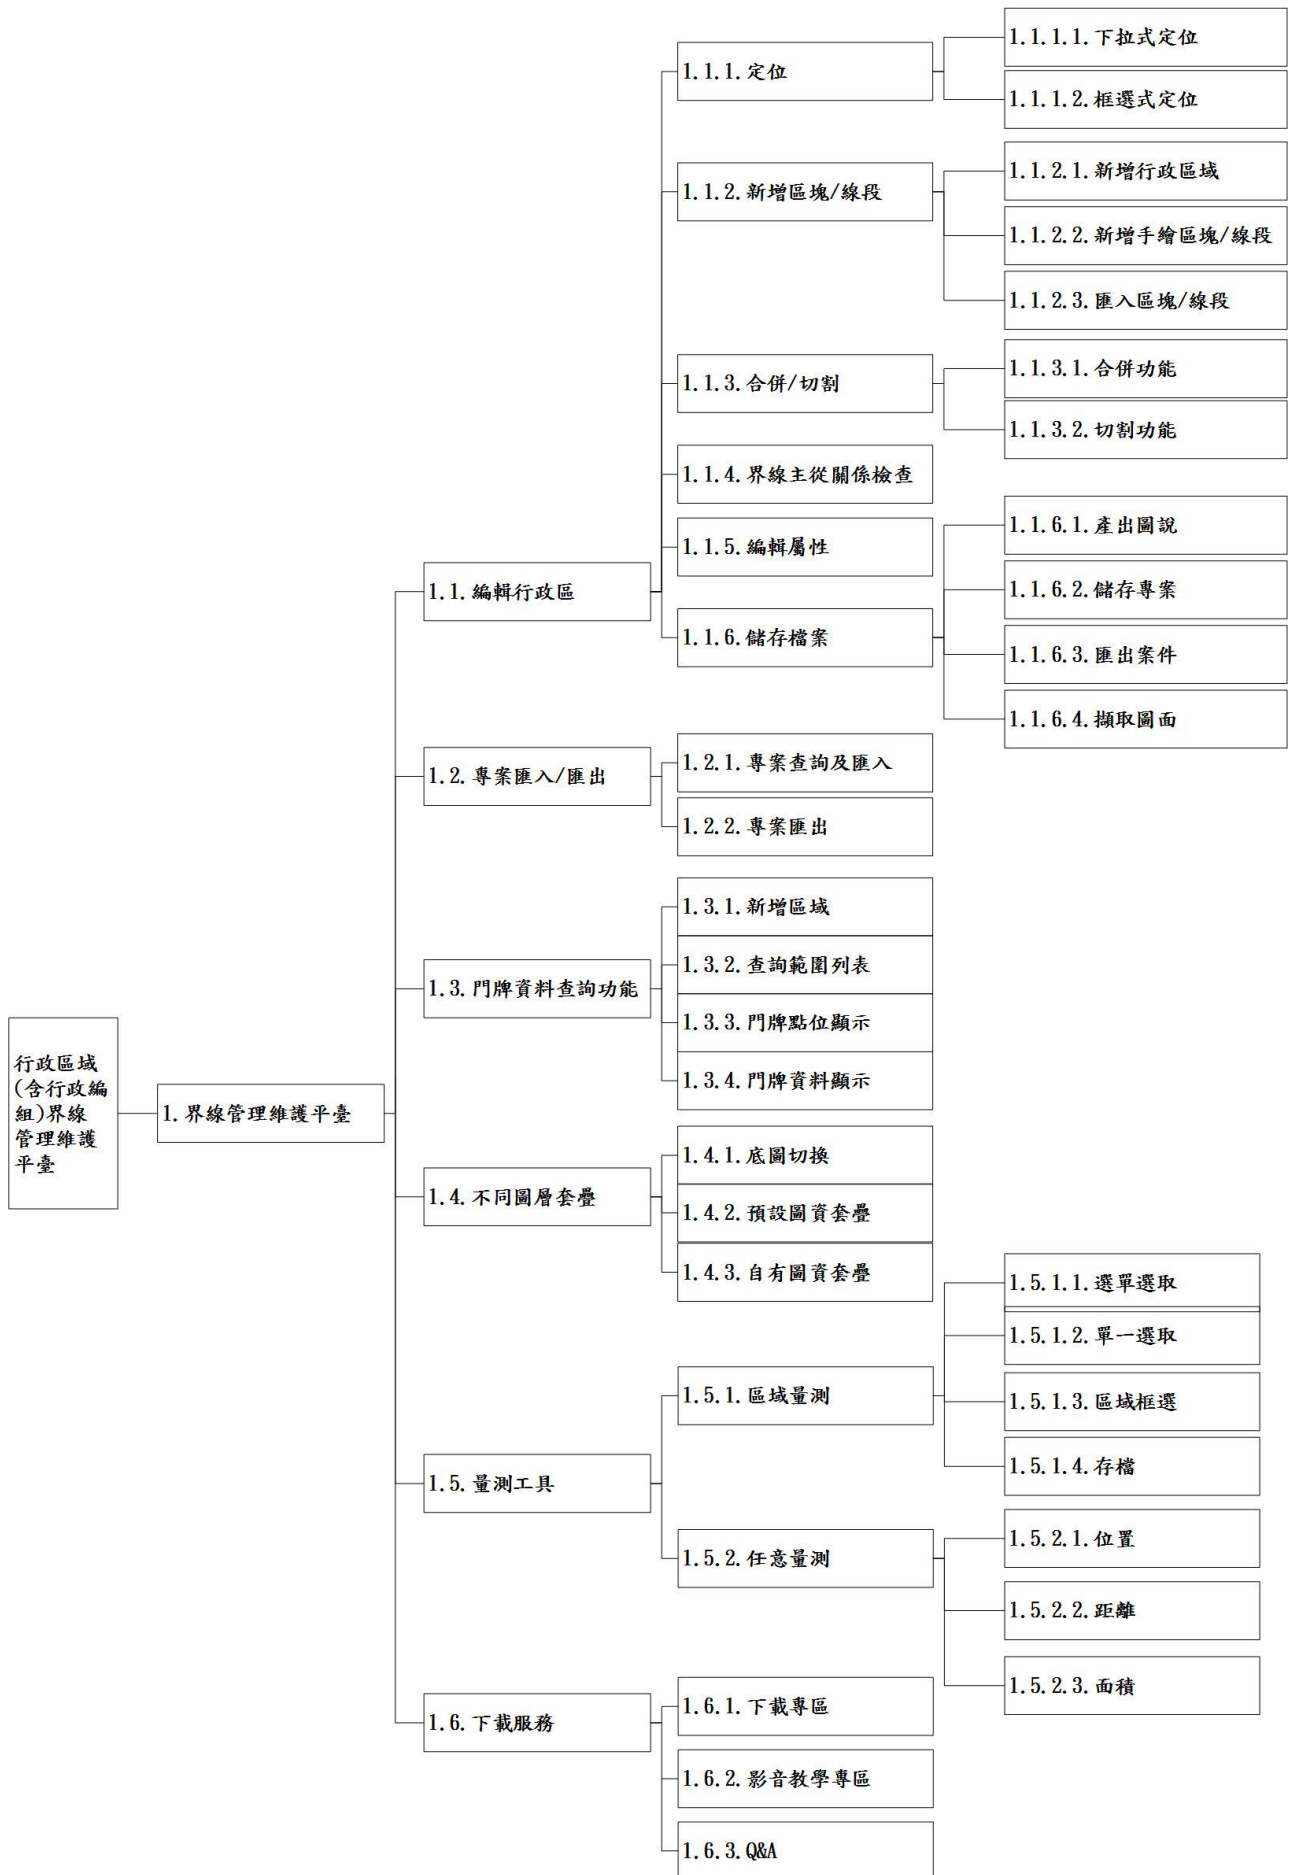 行政區域
(含行政編
組)界線
管理維護
平臺
1.界線管理維護平臺
1.1.編輯行政區
1.1.1.定位
1.1.1.1.下拉式定位
1.1.1.2.框選式定位
1.1.2.新增區塊/線段
1.1.2.1.新增行政區域
1.1.2.2.新增手繪區塊/線段
1.1.2.3.匯入區塊/線段
1.1.3.合併/切割
1.1.3.1.合併功能
1.1.3.2.切割功能
1.1.4.界線主從關係檢查
1.1.5.編輯屬性
1.1.6.儲存檔案
1.1.6.1.產出圖說
1.1.6.2.儲存專案
1.1.6.3.匯出案件
1.1.6.4.擷取圖面
1.2.專案匯入/匯出
1.2.1.專案查詢及匯入
1.2.2.專案匯出
1.3.門牌資料查詢功能
1.3.1.新增區域
1.3.2.查詢範圍列表
1.3.3.門牌點位顯示
1.3.4.門牌資料顯示
1.4.不同圖層套疊
1.4.1.底圖切換
1.4.2.預設圖資套疊
1.4.3.自有圖資套疊
1.5.量測工具
1.5.1.區域量測
1.5.1.1.選單選取
1.5.1.2.單一選取
1.5.1.3.區域框選
1.5.1.4.存檔
1.5.2.任意量測
1.5.2.1.位置
1.5.2.2.距離
1.5.2.3.面積
1.6.下載服務
1.6.1.下載專區
1.6.2.影音教學專區
1.6.3.Q&A